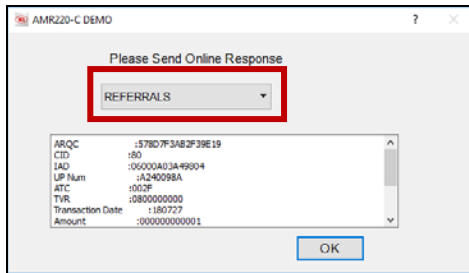 AMR220-C DEMO
Please Send Online Response
REFERRALS
ARQC :578D7F3AB2F39E19
CID :80
IAD :06000A03A49804
UP Num :A240098A
ATC :002F
TVR :0800000000
Transaction Date :180727
Amount :000000000001
OK